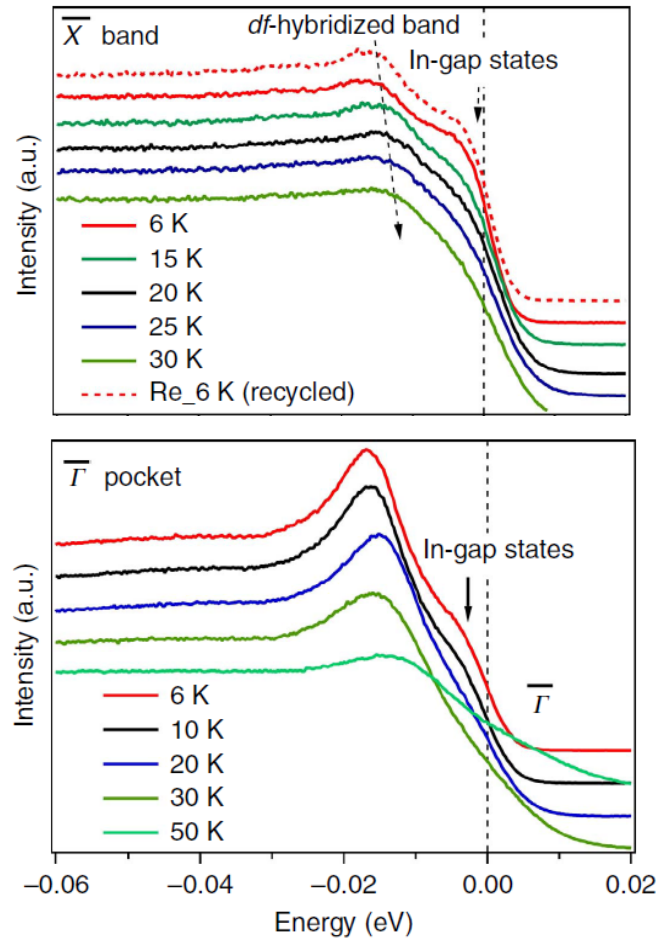 X̅ band
df-hybridized band
In-gap states
Intensity (a.u.)
6 K
15 K
20 K
25 K
30 K
Re_6 K (recycled)
Γ̅ pocket
In-gap states
Γ̅
Intensity (a.u.)
6 K
10 K
20 K
30 K
50 K
−0.06 −0.04 −0.02 0.00 0.02
Energy (eV)